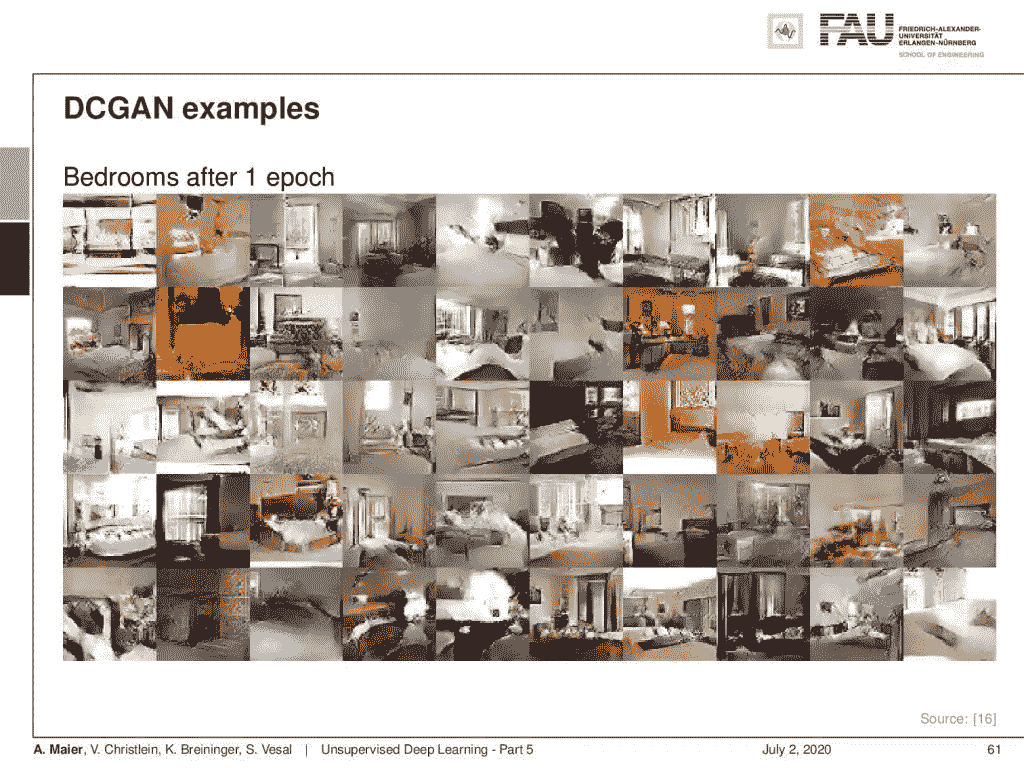 FAU
FRIEDRICH-ALEXANDER-
UNIVERSITÄT
ERLANGEN-NÜRNBERG
SCHOOL OF ENGINEERING
DCGAN examples
Bedrooms after 1 epoch
Source: [16]
A. Maier, V. Christlein, K. Breininger, S. Vesal | Unsupervised Deep Learning - Part 5 July 2, 2020 61